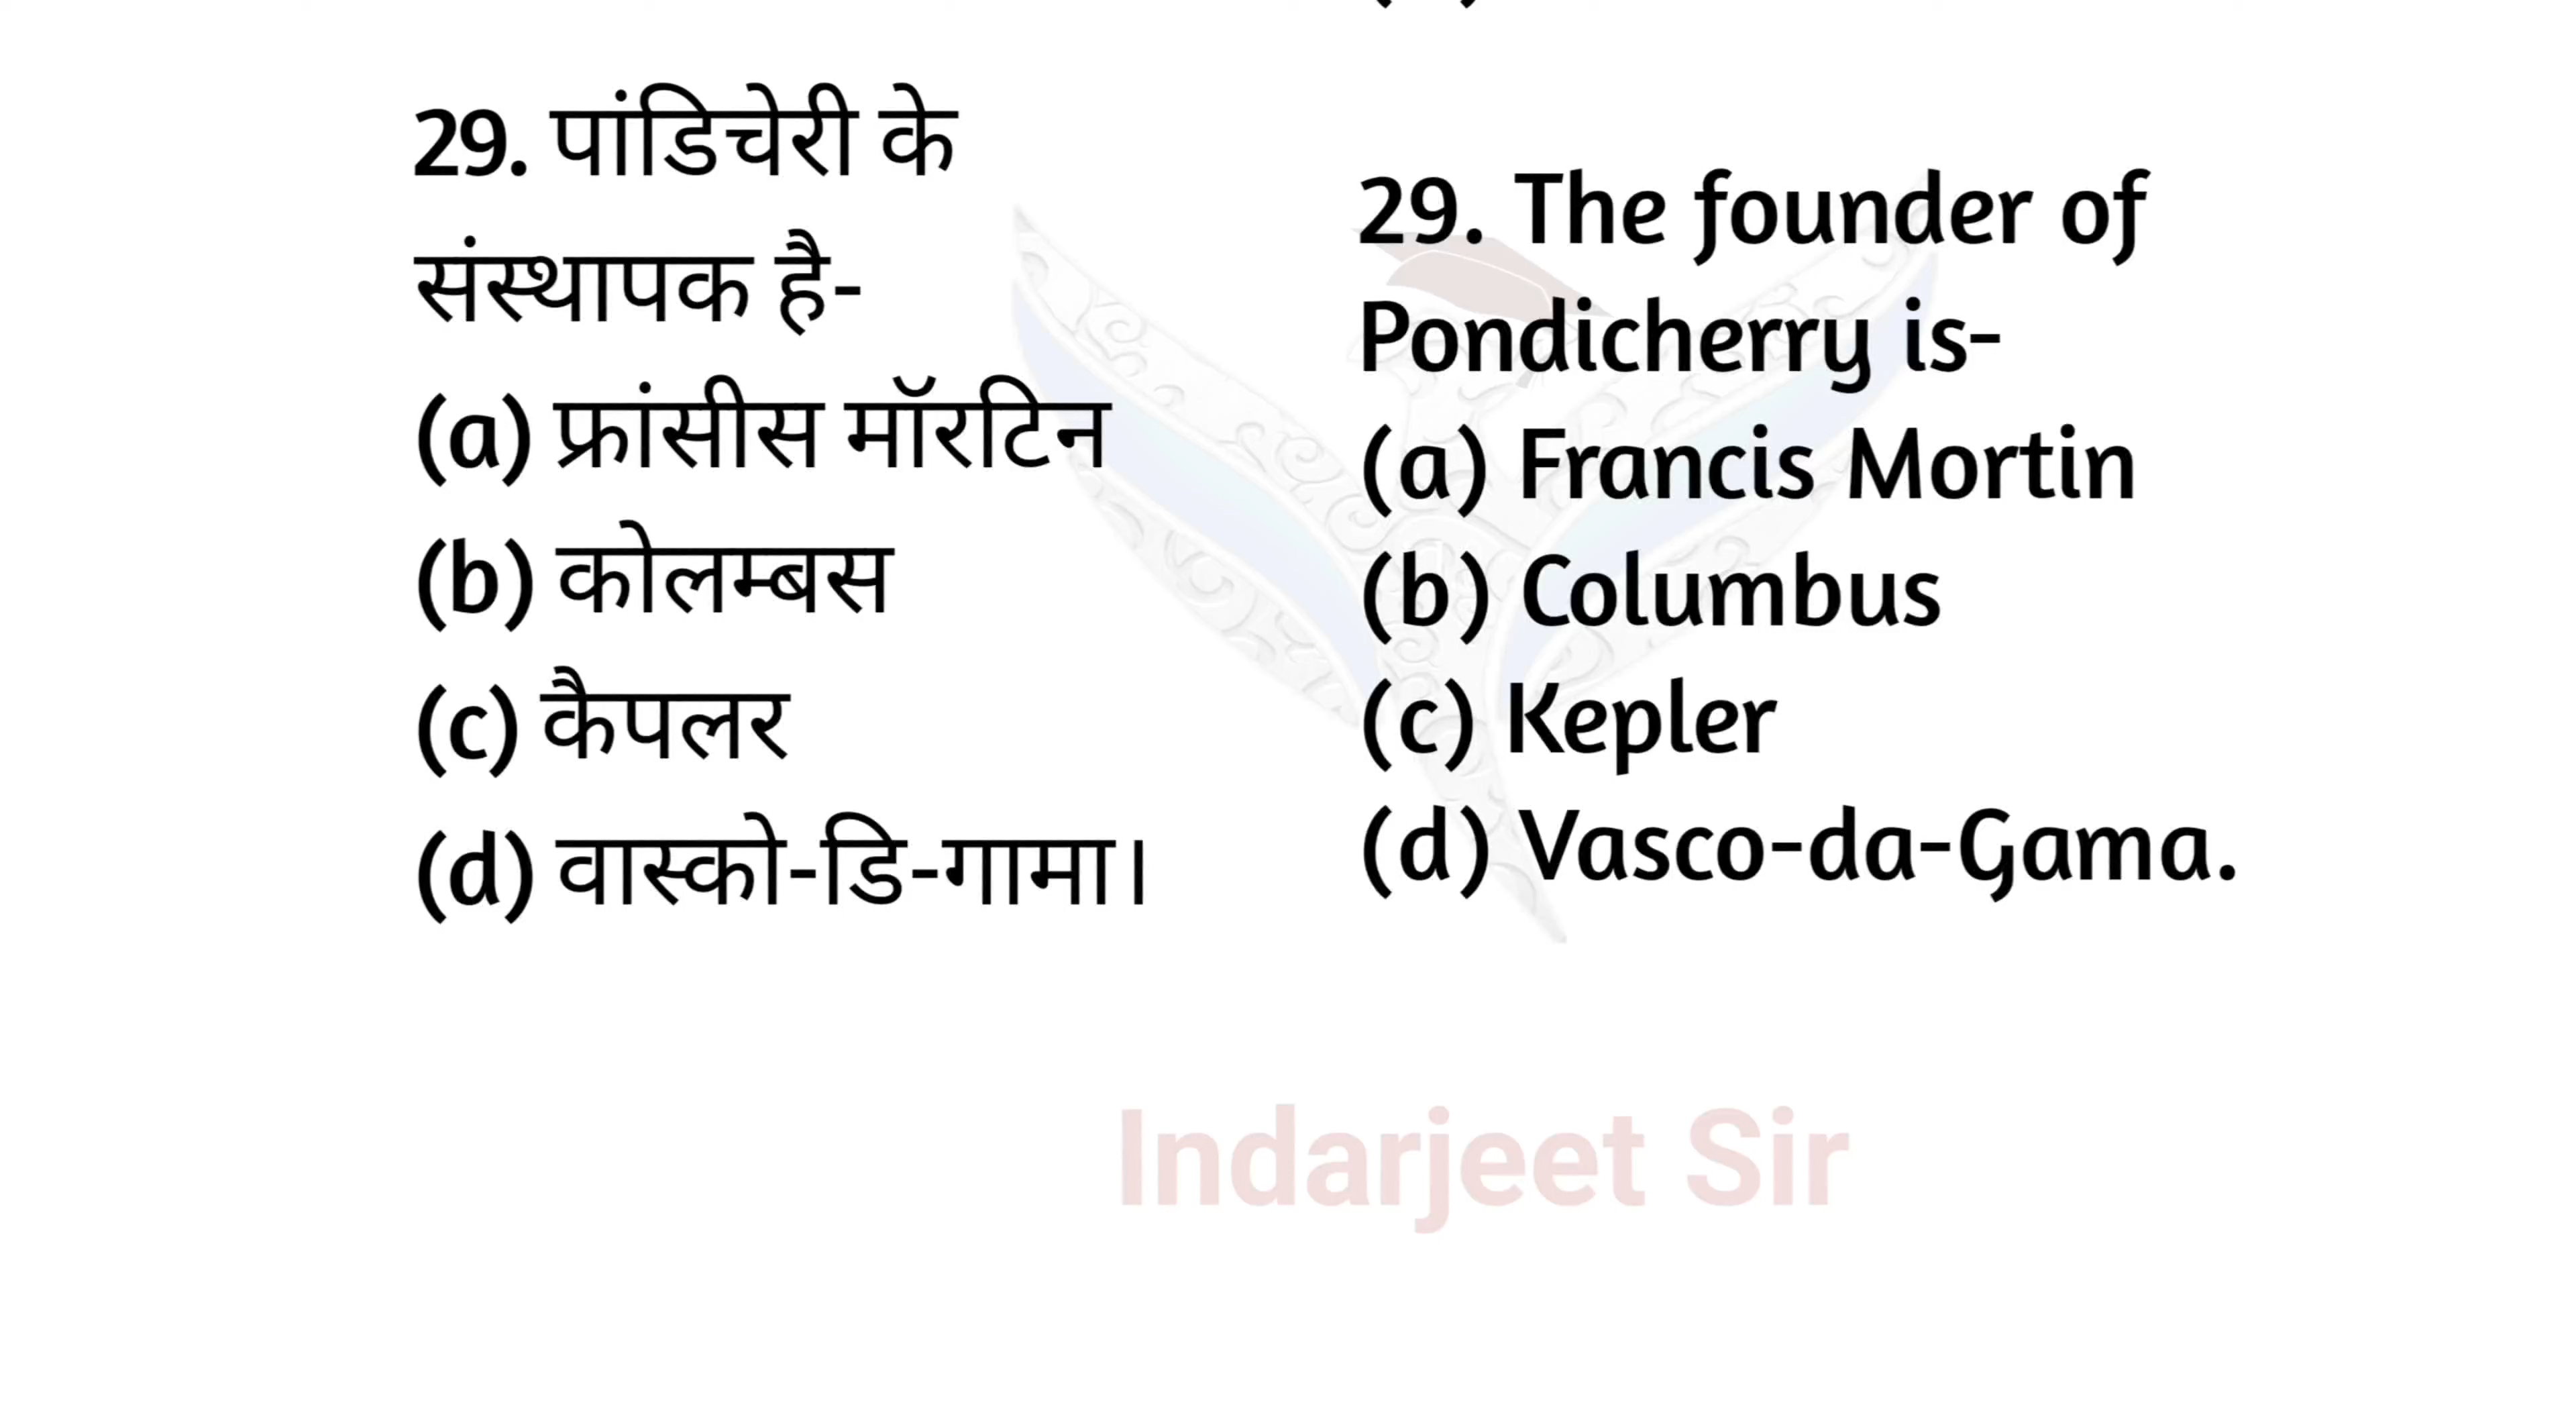 29. पांडिचेरी के
संस्थापक है-
(a) फ्रांसीस मॉरटिन
(b) कोलम्बस
(c) कैपलर
(d) वास्को-डि-गामा।
29. The founder of
Pondicherry is-
(a) Francis Mortin
(b) Columbus
(c) Kepler
(d) Vasco-da-Gama.
Indarjeet Sir